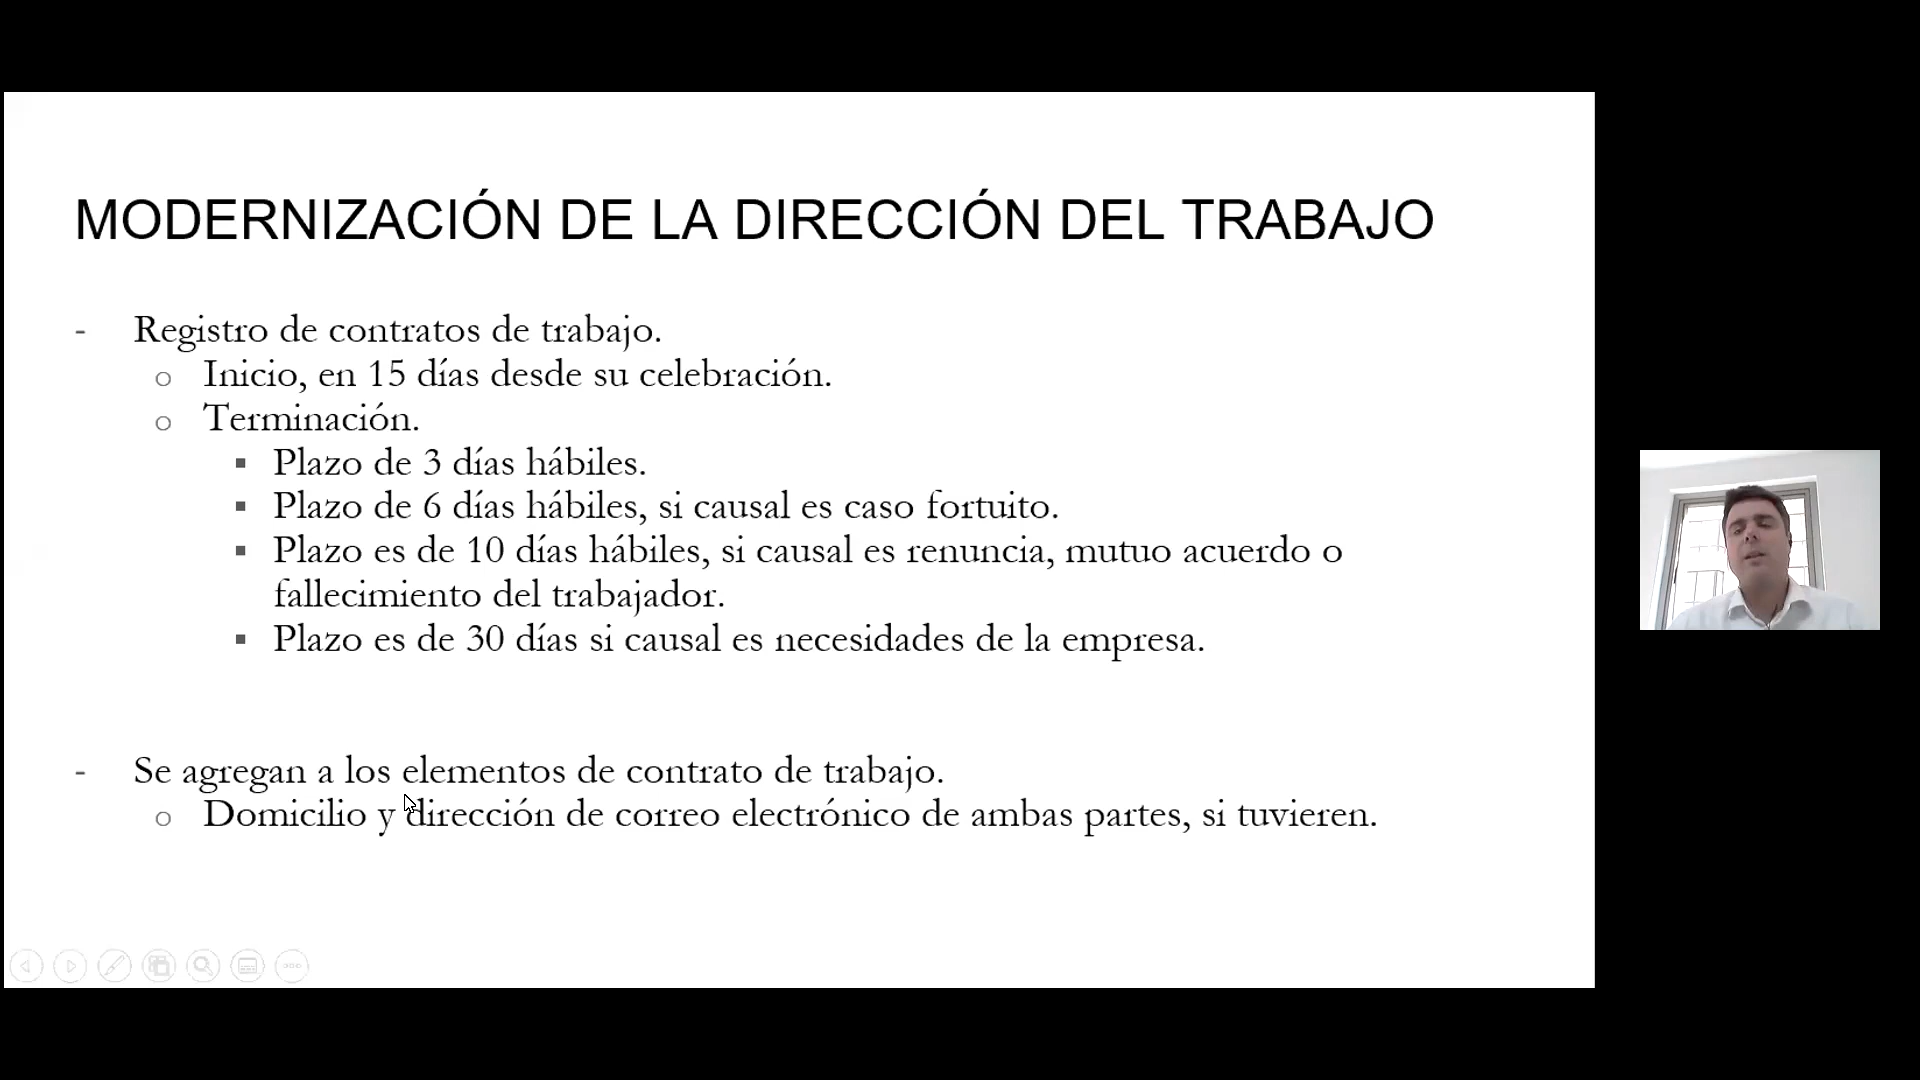 MODERNIZACIÓN DE LA DIRECCIÓN DEL TRABAJO
- Registro de contratos de trabajo.
o Inicio, en 15 días desde su celebración.
o Terminación.
▪ Plazo de 3 días hábiles.
▪ Plazo de 6 días hábiles, si causal es caso fortuito.
▪ Plazo es de 10 días hábiles, si causal es renuncia, mutuo acuerdo o
fallecimiento del trabajador.
▪ Plazo es de 30 días si causal es necesidades de la empresa.
- Se agregan a los elementos de contrato de trabajo.
o Domicilio y dirección de correo electrónico de ambas partes, si tuvieren.